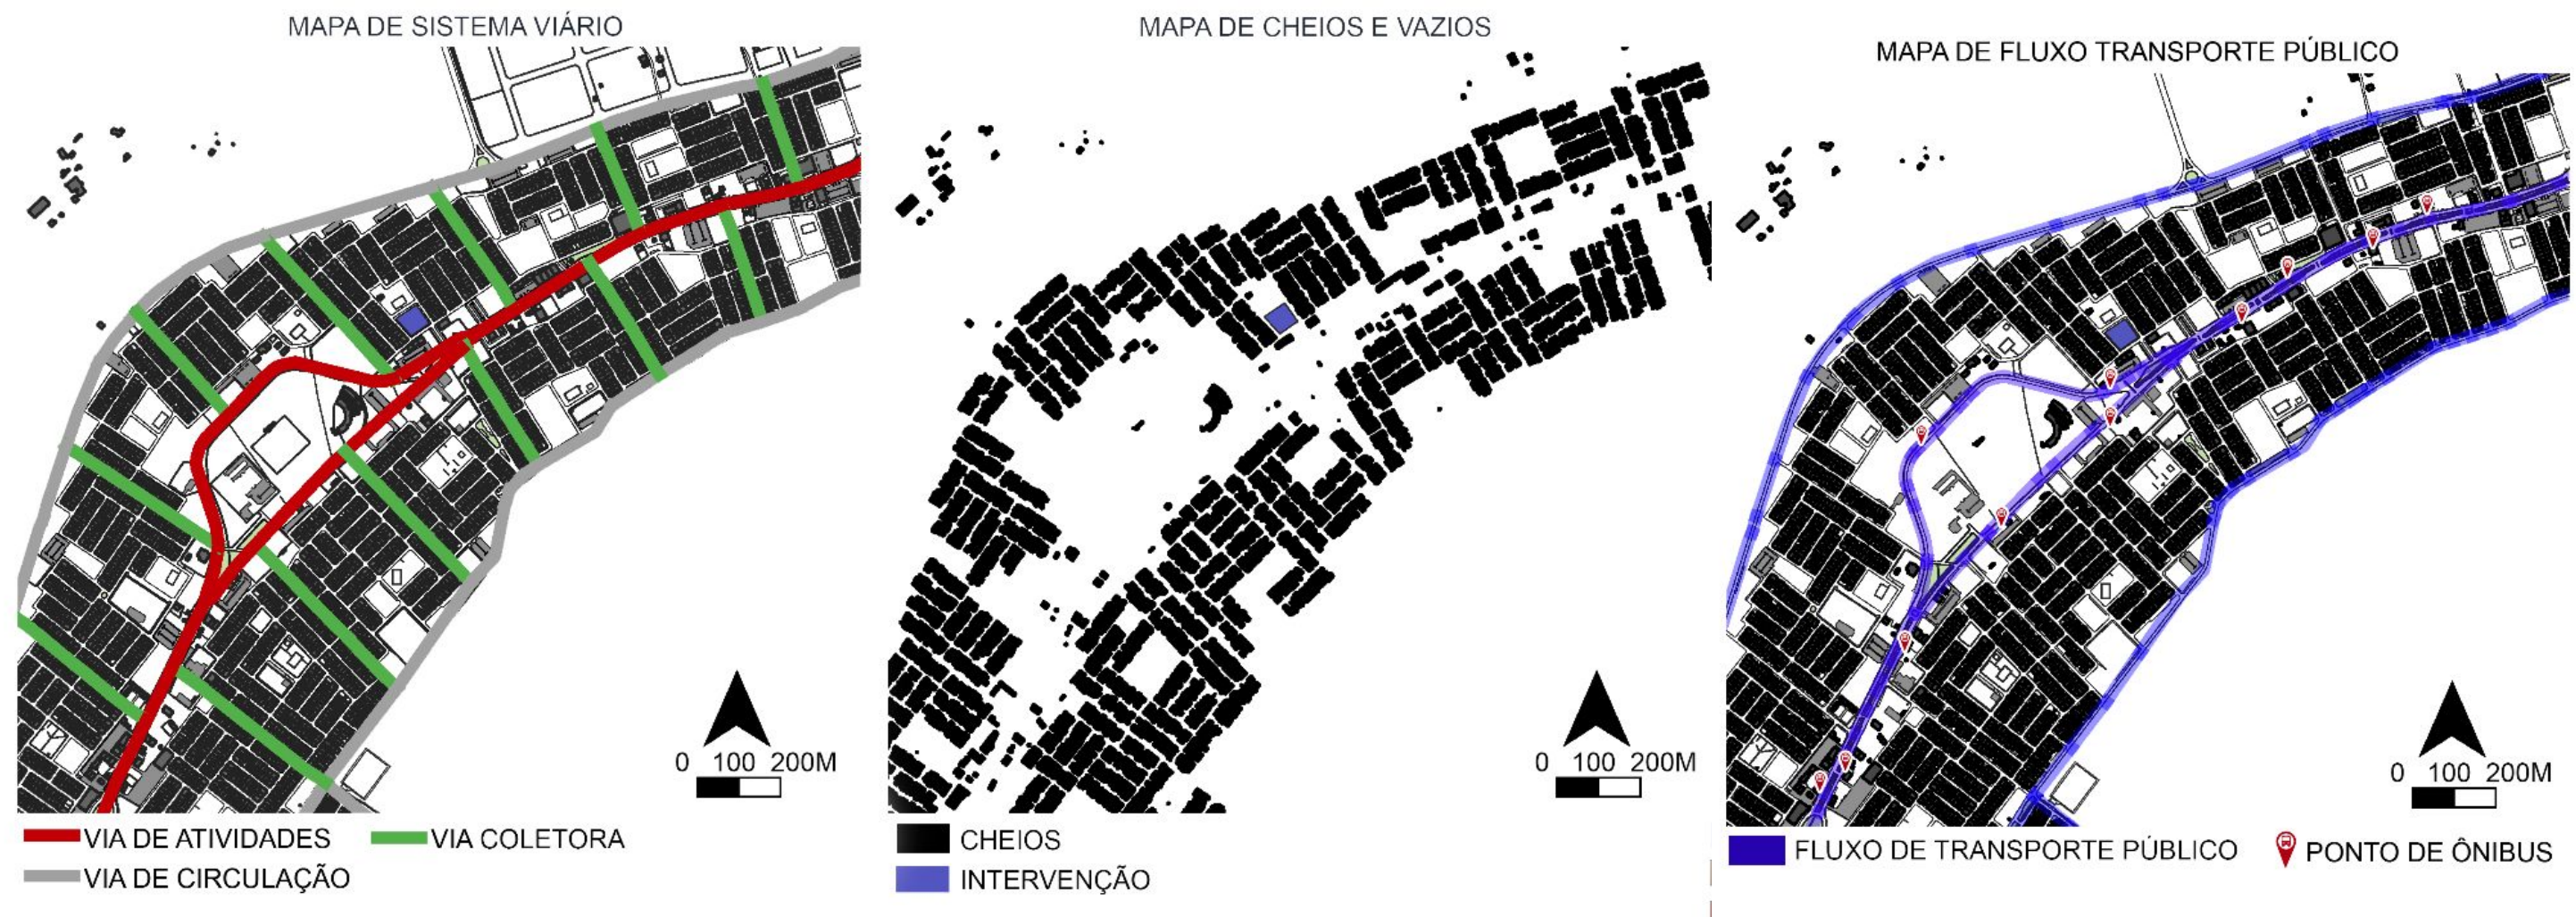 MAPA DE SISTEMA VIÁRIO
0 100 200M
VIA DE ATIVIDADES
VIA COLETORA
VIA DE CIRCULAÇÃO
MAPA DE CHEIOS E VAZIOS
0 100 200M
CHEIOS
INTERVENÇÃO
MAPA DE FLUXO TRANSPORTE PÚBLICO
0 100 200M
FLUXO DE TRANSPORTE PÚBLICO
PONTO DE ÔNIBUS